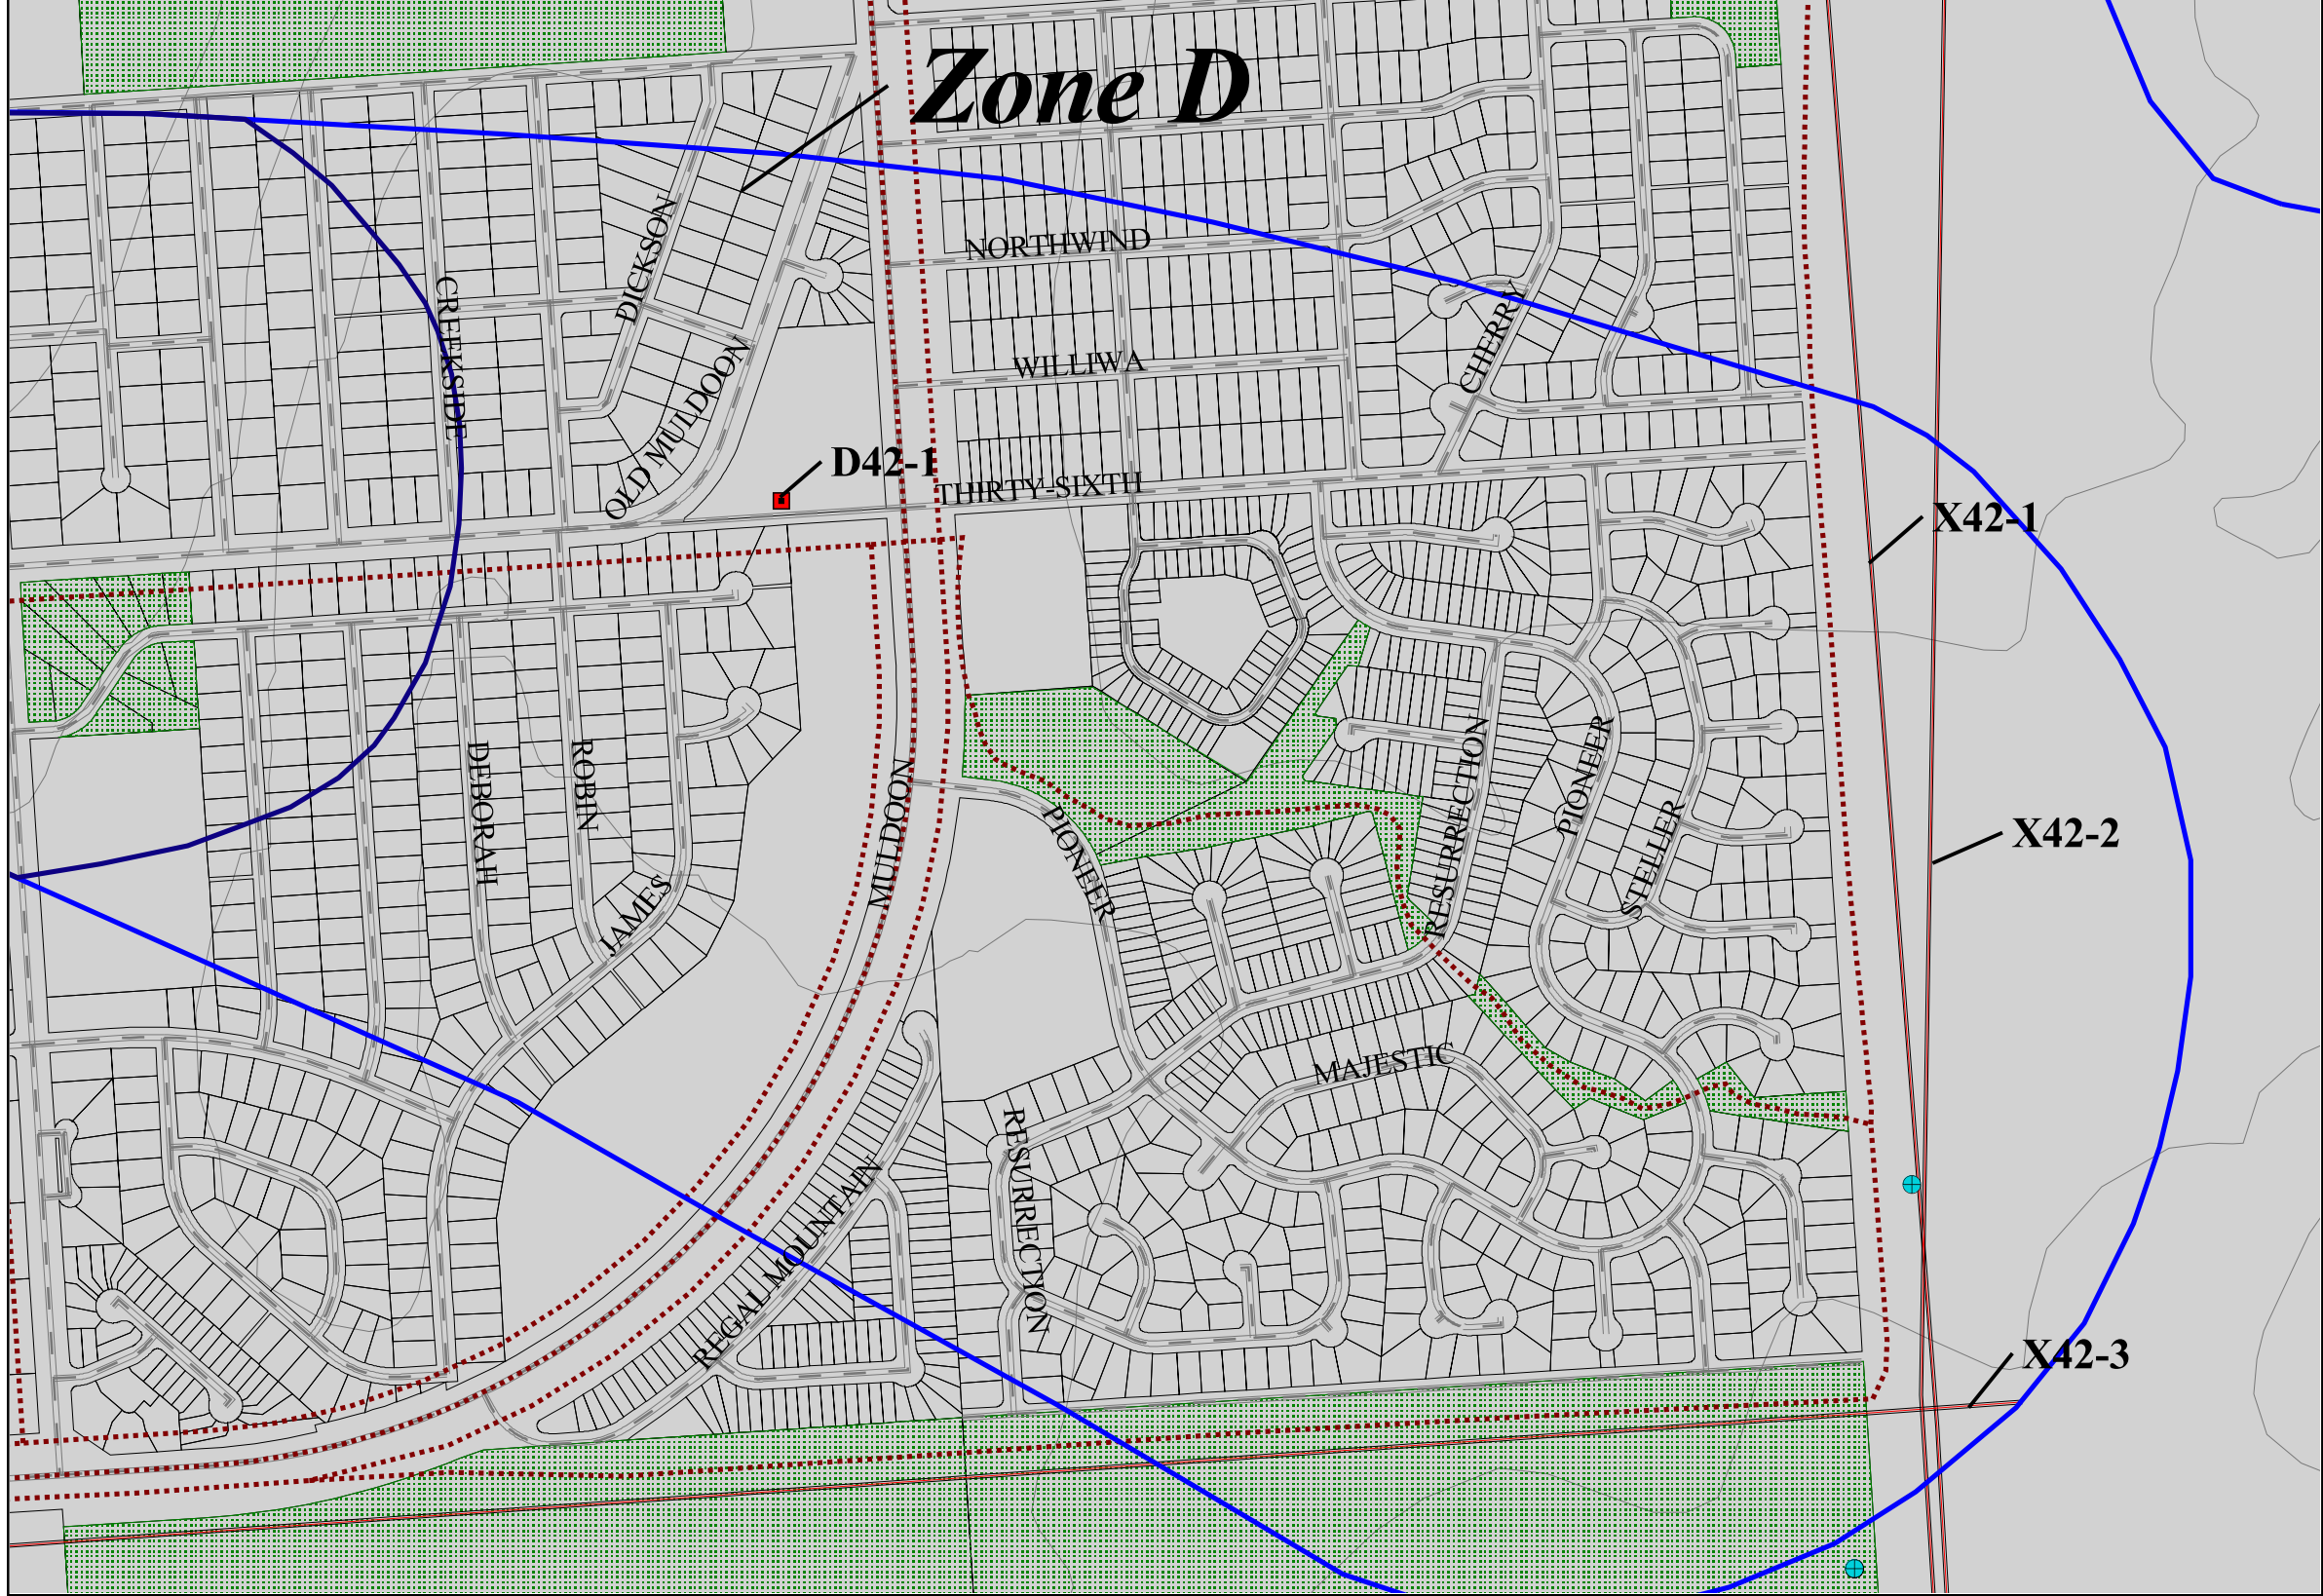 Zone D
DICKSON
NORTHWIND
CREEKSIDE
CHERRY
WILLIWA
OLD MULDOON
D42-1
THIRTY-SIXTH
X42-1
DEBORAH
ROBIN
MULDOON
PIONEER
RESURRECTION
PIONEER
STELLER
X42-2
JAMES
MAJESTIC
RESURRECTION
REGAL MOUNTAIN
X42-3